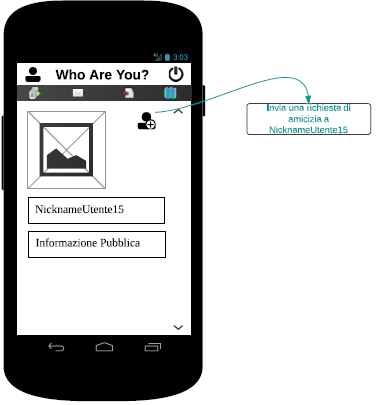 3:03
Who Are You?
Invia una richiesta di
amicizia a
NicknameUtente15
NicknameUtente15
Informazione Pubblica